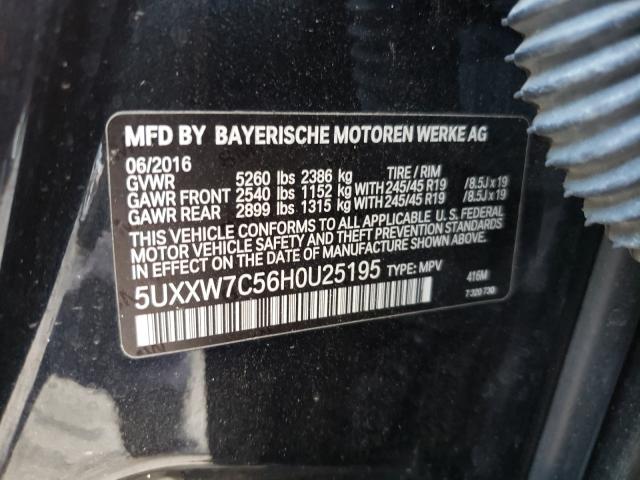 MFD BY BAYERISCHE MOTOREN WERKE AG
06/2016 TIRE / RIM
GVWR 5260 lbs 2386 kg
GAWR FRONT 2540 lbs 1152 kg WITH 245/45 R19 /8.5J x 19
GAWR REAR 2899 lbs 1315 kg WITH 245/45 R19 /8.5J x 19
THIS VEHICLE CONFORMS TO ALL APPLICABLE U.S. FEDERAL
MOTOR VEHICLE SAFETY, AND THEFT PREVENTION STANDARDS
IN EFFECT ON THE DATE OF MANUFACTURE SHOWN ABOVE.
5UXXW7C56H0U25195 TYPE: MPV 416M
7 320 730